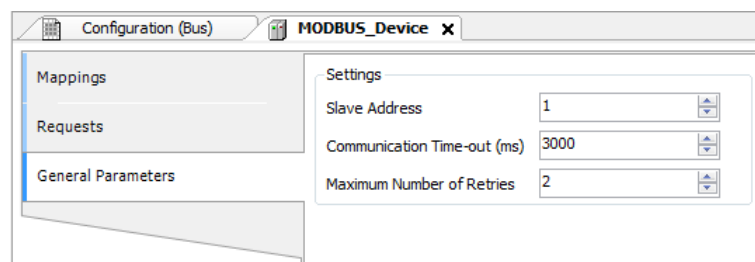 Configuration (Bus)
MODBUS_Device X
Mappings
Requests
General Parameters
Settings
Slave Address
1
Communication Time-out (ms)
3000
Maximum Number of Retries
2